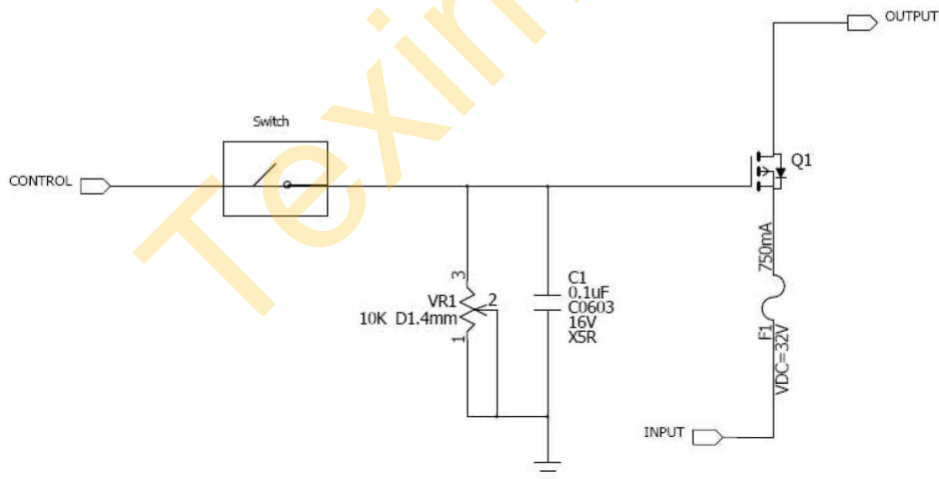 OUTPUT
Switch
Q1
CONTROL
750mA
3
C1
0.1uF
C0603
16V
X5R
VR1
2
10K D1.4mm
1
F1
VDC=32V
INPUT
Texim